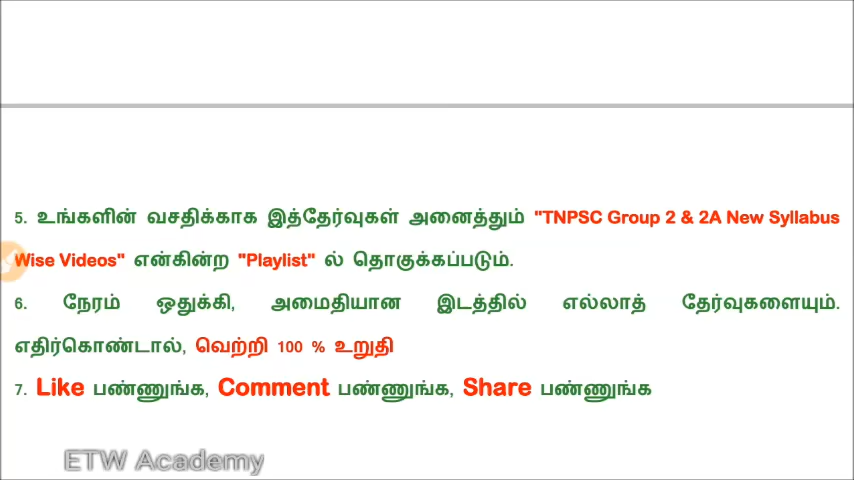 5. உங்களின் வசதிக்காக இத்தேர்வுகள் அனைத்தும் "TNPSC Group 2 & 2A New Syllabus
Wise Videos" என்கின்ற "Playlist" ல் தொகுக்கப்படும்.
6. நேரம் ஒதுக்கி, அமைதியான இடத்தில் எல்லாத் தேர்வுகளையும்.
எதிர்கொண்டால், வெற்றி 100 % உறுதி
7. Like பண்ணுங்க, Comment பண்ணுங்க, Share பண்ணுங்க
ETW Academy